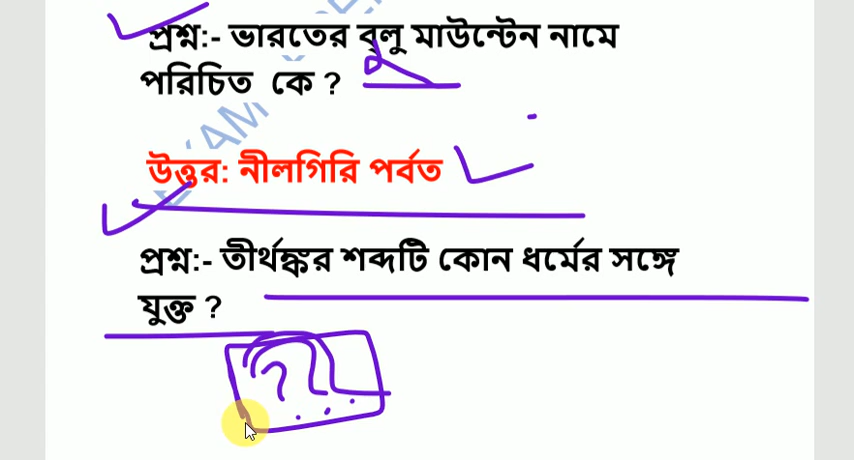 প্রশ্ন:- ভারতের ব্লু মাউন্টেন নামে
পরিচিত কে ?
উত্তর: নীলগিরি পর্বত
প্রশ্ন:- তীর্থঙ্কর শব্দটি কোন ধর্মের সঙ্গে
যুক্ত ?
?